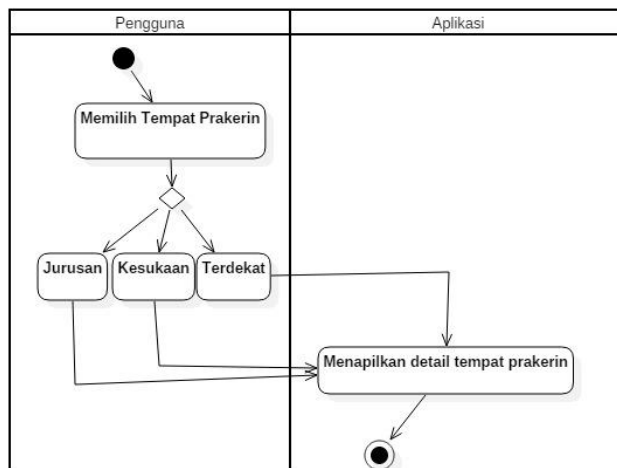 Pengguna
Aplikasi
Memilih Tempat Prakerin
Jurusan
Kesukaan
Terdekat
Menapilkan detail tempat prakerin